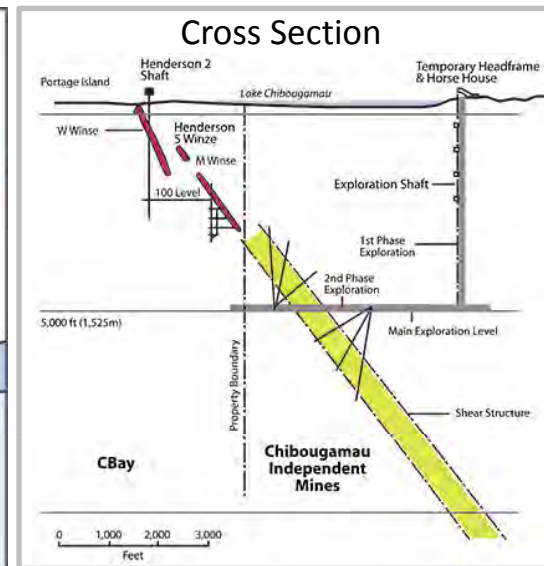 Cross Section
Henderson 2
Shaft
Temporary Headframe
& Horse House
Portage Island
Lake Chibougamau
W Winse
Henderson
5 Winze
M Winse
Exploration Shaft
100 Level
1st Phase
Exploration
2nd Phase
Exploration
5,000 ft (1,525m)
Main Exploration Level
Property Boundary
Shear Structure
CBay
Chibougamau
Independent
Mines
0 1,000 2,000 3,000
Feet